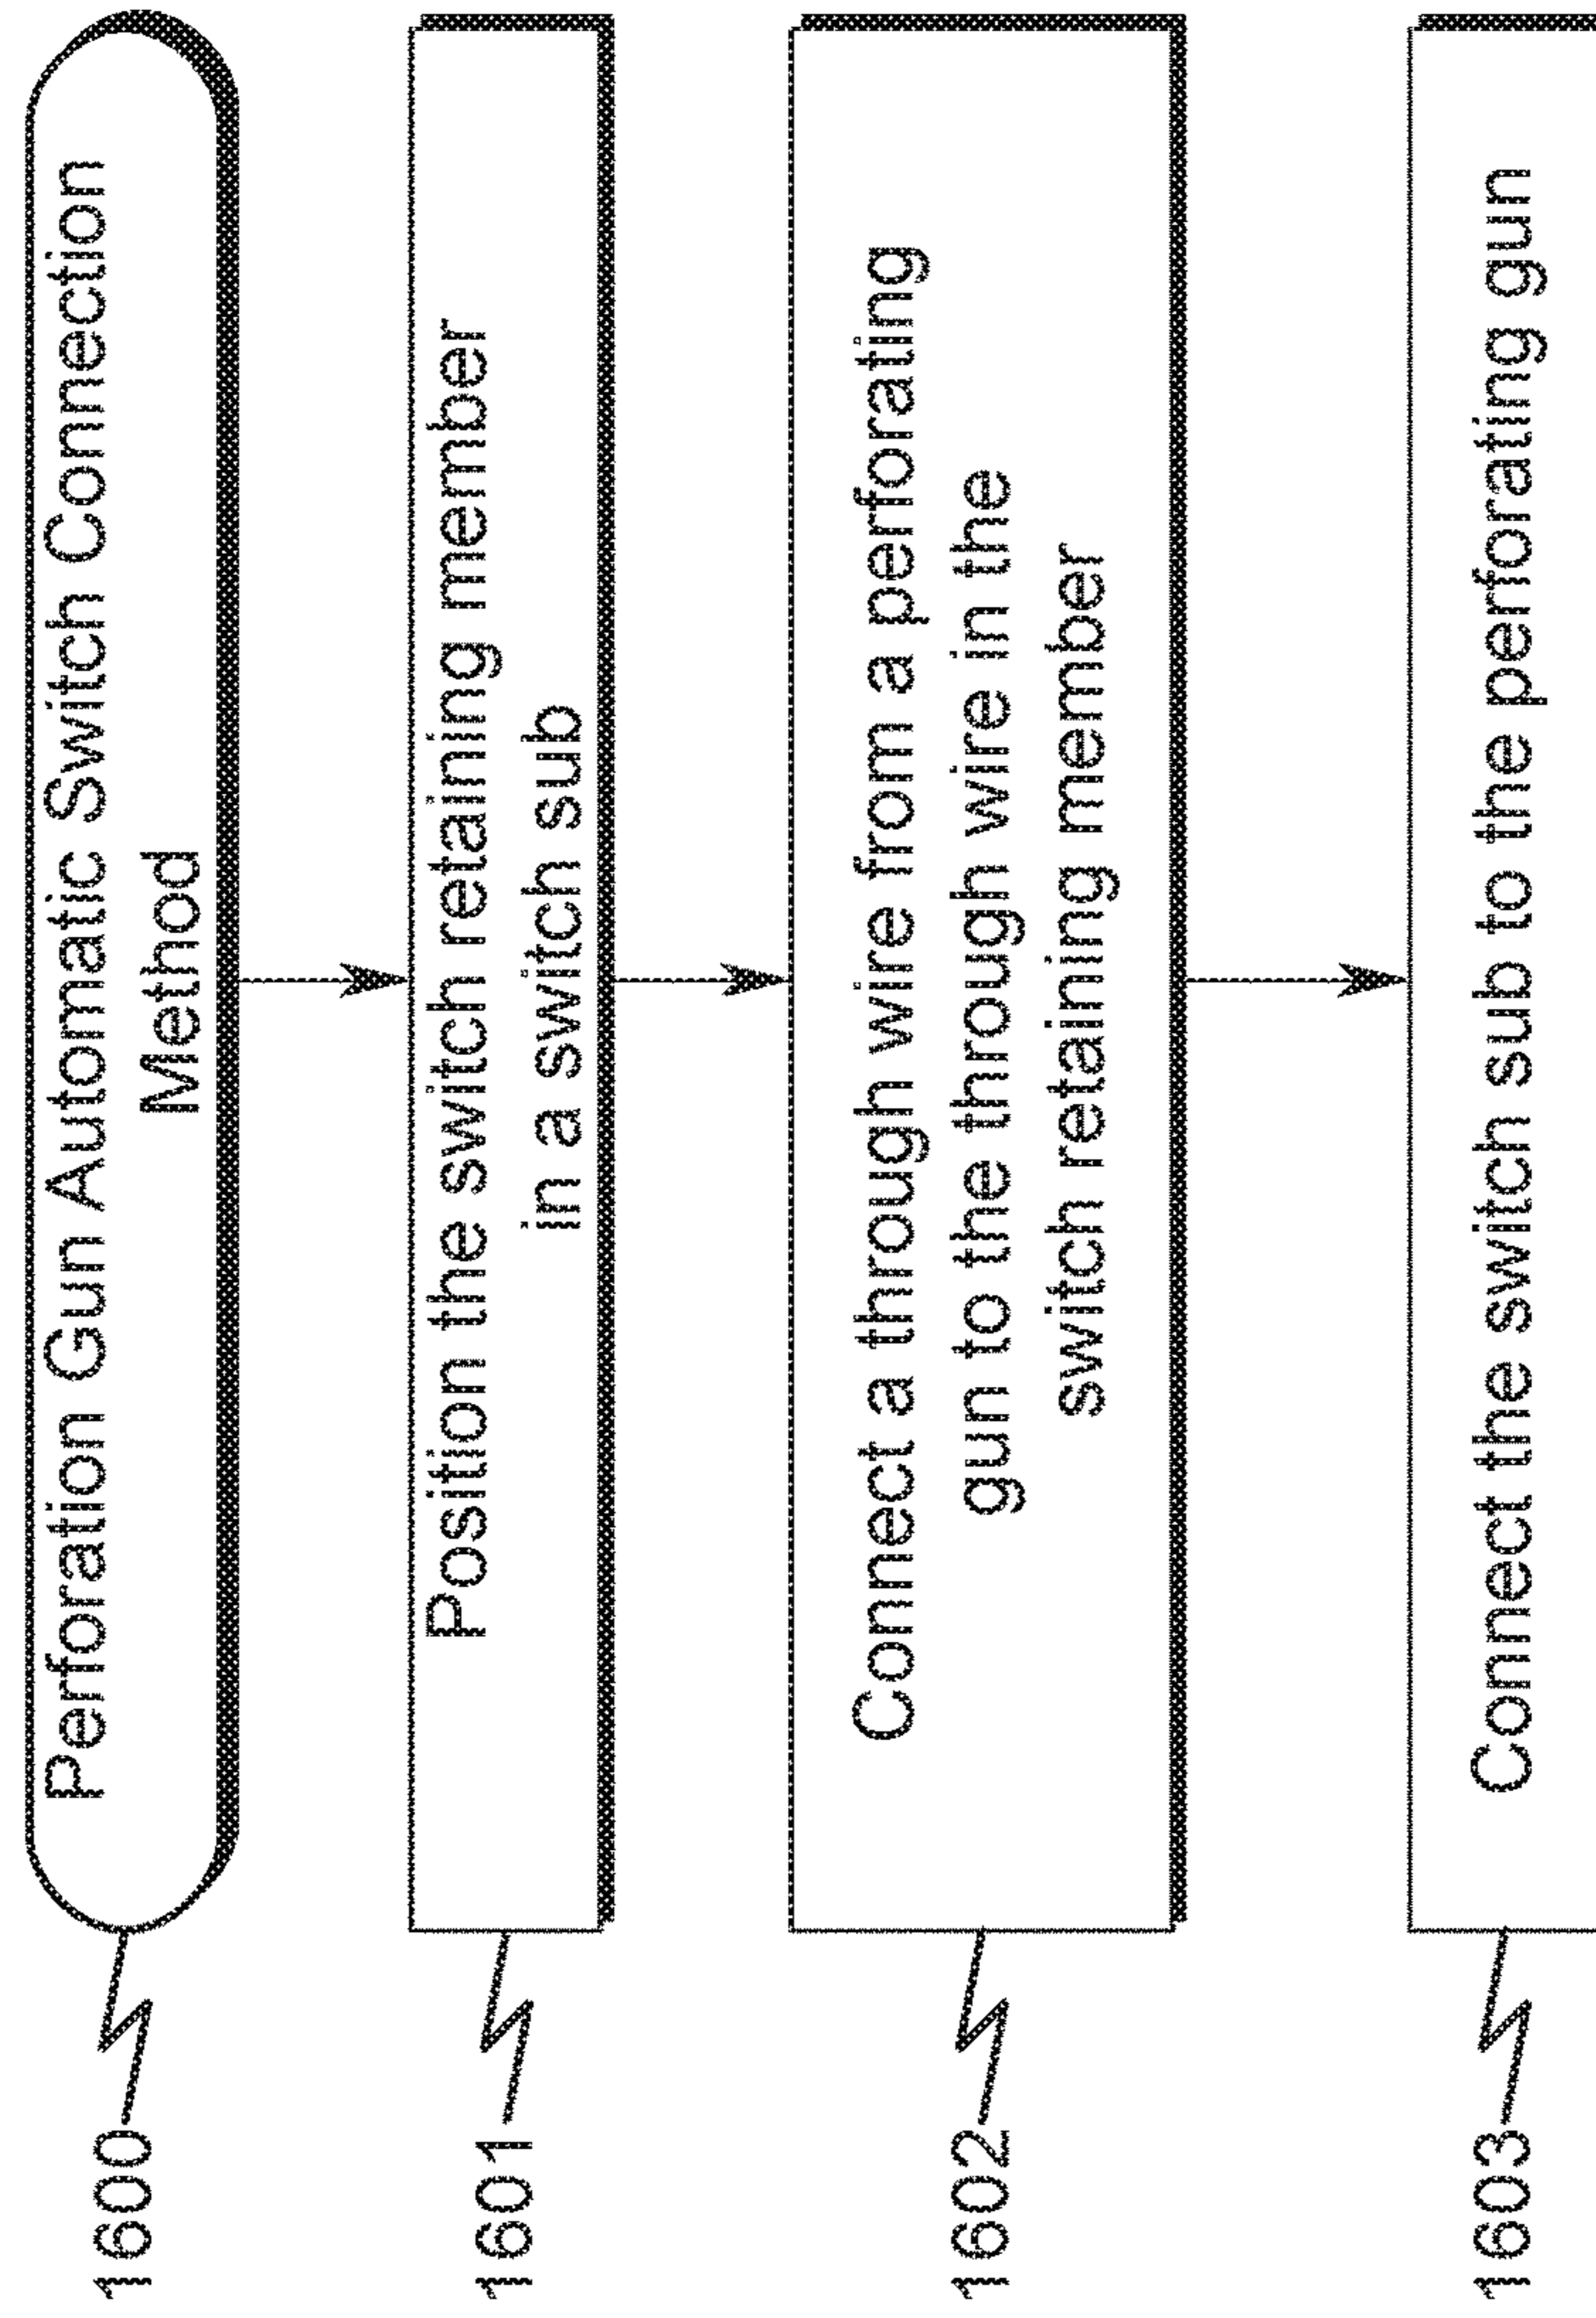 Perforation Gun Automatic Switch Connection
Method
1600
Position the switch retaining member
in a switch sub
1601
Connect a through wire from a perforating
gun to the through wire in the
switch retaining member
1602
Connect the switch sub to the perforating gun
1603